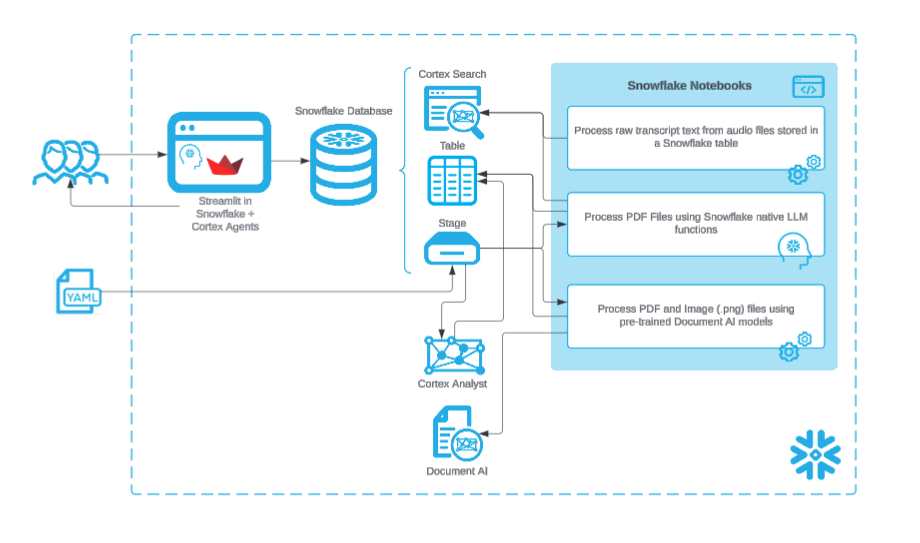 Cortex Search
Snowflake Notebooks
</>
Snowflake Database
Process raw transcript text from audio files stored in
a Snowflake table
Table
Streamlit in
Snowflake +
Cortex Agents
Process PDF Files using Snowflake native LLM
functions
Stage
YAML
Process PDF and Image (.png) files using
pre-trained Document AI models
Cortex Analyst
Document AI